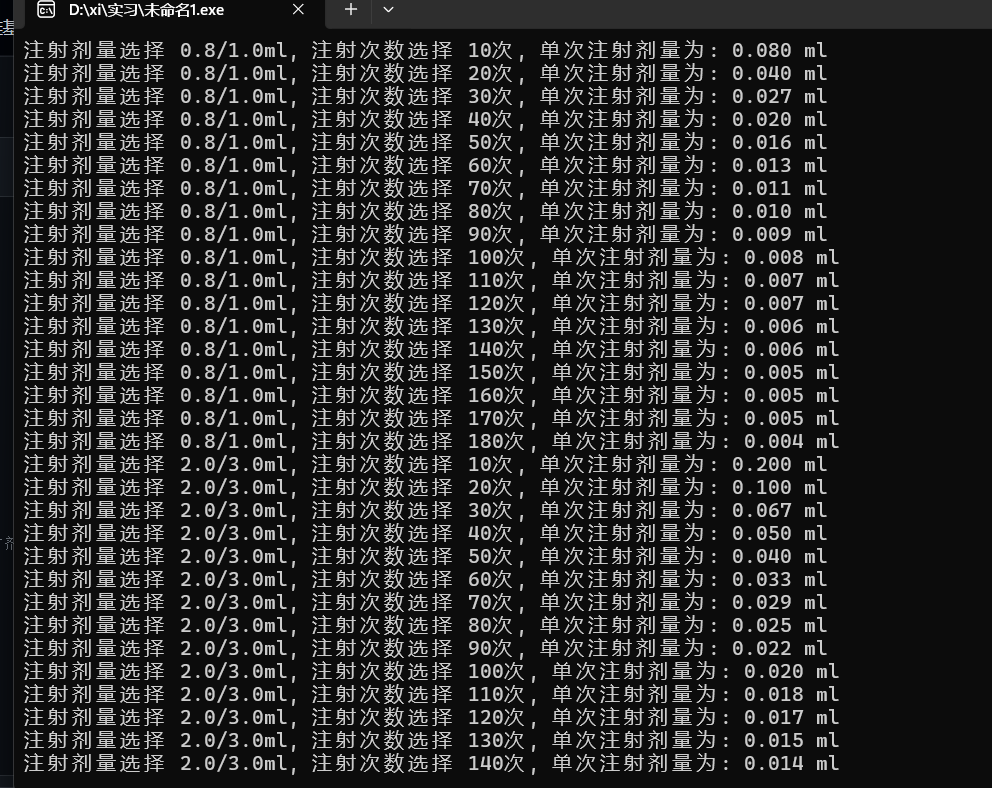 D:\xi\实习\未命名1.exe
注射剂量选择 0.8/1.0ml, 注射次数选择 10次, 单次注射剂量为: 0.080 ml
注射剂量选择 0.8/1.0ml, 注射次数选择 20次, 单次注射剂量为: 0.040 ml
注射剂量选择 0.8/1.0ml, 注射次数选择 30次, 单次注射剂量为: 0.027 ml
注射剂量选择 0.8/1.0ml, 注射次数选择 40次, 单次注射剂量为: 0.020 ml
注射剂量选择 0.8/1.0ml, 注射次数选择 50次, 单次注射剂量为: 0.016 ml
注射剂量选择 0.8/1.0ml, 注射次数选择 60次, 单次注射剂量为: 0.013 ml
注射剂量选择 0.8/1.0ml, 注射次数选择 70次, 单次注射剂量为: 0.011 ml
注射剂量选择 0.8/1.0ml, 注射次数选择 80次, 单次注射剂量为: 0.010 ml
注射剂量选择 0.8/1.0ml, 注射次数选择 90次, 单次注射剂量为: 0.009 ml
注射剂量选择 0.8/1.0ml, 注射次数选择 100次, 单次注射剂量为: 0.008 ml
注射剂量选择 0.8/1.0ml, 注射次数选择 110次, 单次注射剂量为: 0.007 ml
注射剂量选择 0.8/1.0ml, 注射次数选择 120次, 单次注射剂量为: 0.007 ml
注射剂量选择 0.8/1.0ml, 注射次数选择 130次, 单次注射剂量为: 0.006 ml
注射剂量选择 0.8/1.0ml, 注射次数选择 140次, 单次注射剂量为: 0.006 ml
注射剂量选择 0.8/1.0ml, 注射次数选择 150次, 单次注射剂量为: 0.005 ml
注射剂量选择 0.8/1.0ml, 注射次数选择 160次, 单次注射剂量为: 0.005 ml
注射剂量选择 0.8/1.0ml, 注射次数选择 170次, 单次注射剂量为: 0.005 ml
注射剂量选择 0.8/1.0ml, 注射次数选择 180次, 单次注射剂量为: 0.004 ml
注射剂量选择 2.0/3.0ml, 注射次数选择 10次, 单次注射剂量为: 0.200 ml
注射剂量选择 2.0/3.0ml, 注射次数选择 20次, 单次注射剂量为: 0.100 ml
注射剂量选择 2.0/3.0ml, 注射次数选择 30次, 单次注射剂量为: 0.067 ml
注射剂量选择 2.0/3.0ml, 注射次数选择 40次, 单次注射剂量为: 0.050 ml
注射剂量选择 2.0/3.0ml, 注射次数选择 50次, 单次注射剂量为: 0.040 ml
注射剂量选择 2.0/3.0ml, 注射次数选择 60次, 单次注射剂量为: 0.033 ml
注射剂量选择 2.0/3.0ml, 注射次数选择 70次, 单次注射剂量为: 0.029 ml
注射剂量选择 2.0/3.0ml, 注射次数选择 80次, 单次注射剂量为: 0.025 ml
注射剂量选择 2.0/3.0ml, 注射次数选择 90次, 单次注射剂量为: 0.022 ml
注射剂量选择 2.0/3.0ml, 注射次数选择 100次, 单次注射剂量为: 0.020 ml
注射剂量选择 2.0/3.0ml, 注射次数选择 110次, 单次注射剂量为: 0.018 ml
注射剂量选择 2.0/3.0ml, 注射次数选择 120次, 单次注射剂量为: 0.017 ml
注射剂量选择 2.0/3.0ml, 注射次数选择 130次, 单次注射剂量为: 0.015 ml
注射剂量选择 2.0/3.0ml, 注射次数选择 140次, 单次注射剂量为: 0.014 ml